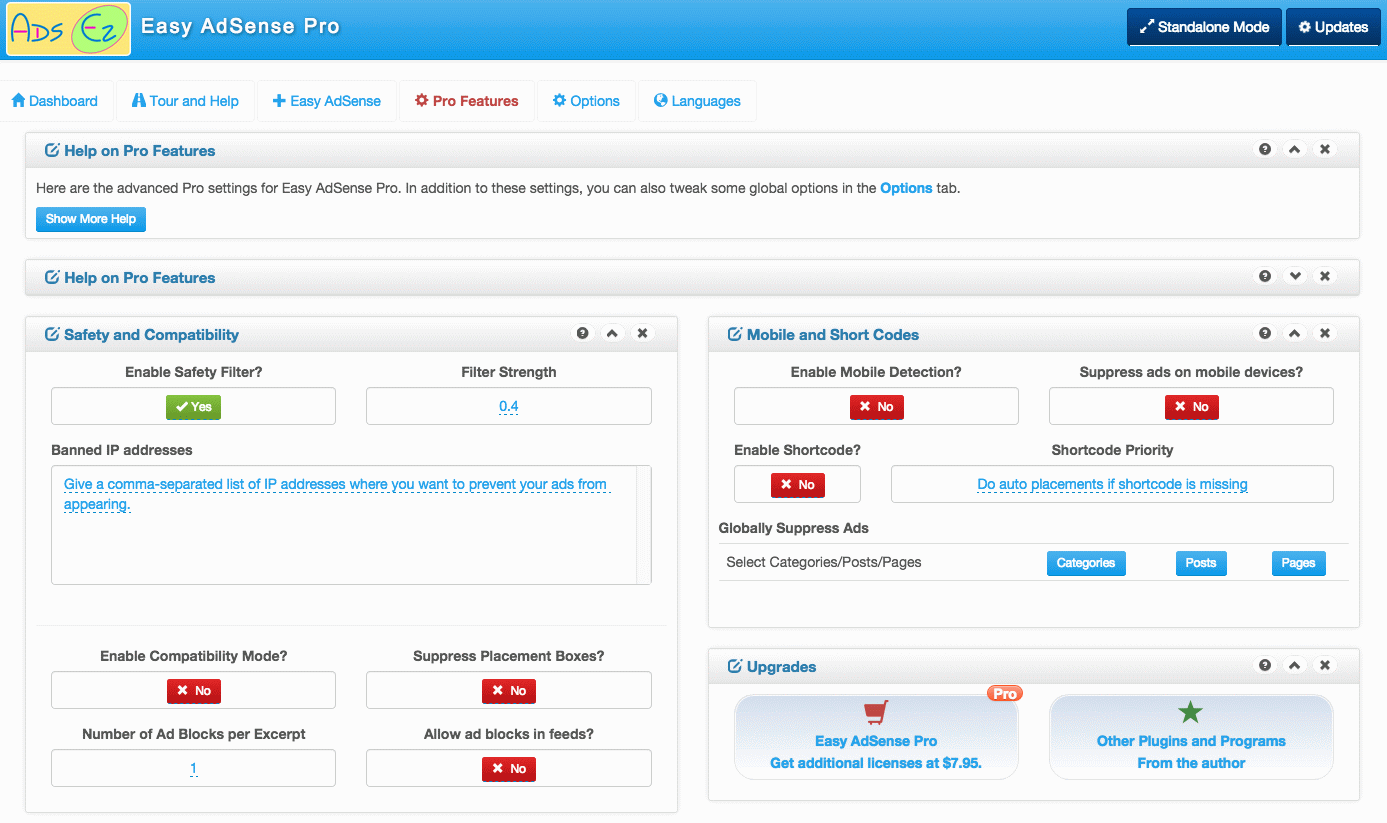 Ads Ez
Easy AdSense Pro
Standalone Mode
Updates
Dashboard
Tour and Help
Easy AdSense
Pro Features
Options
Languages
Help on Pro Features
Here are the advanced Pro settings for Easy AdSense Pro. In addition to these settings, you can also tweak some global options in the Options tab.
Show More Help
Help on Pro Features
Safety and Compatibility
Enable Safety Filter?
Filter Strength
Yes
0.4
Banned IP addresses
Give a comma-separated list of IP addresses where you want to prevent your ads from
appearing.
Enable Compatibility Mode?
Suppress Placement Boxes?
No
No
Number of Ad Blocks per Excerpt
Allow ad blocks in feeds?
1
No
Mobile and Short Codes
Enable Mobile Detection?
Suppress ads on mobile devices?
No
No
Enable Shortcode?
Shortcode Priority
No
Do auto placements if shortcode is missing
Globally Suppress Ads
Select Categories/Posts/Pages
Categories
Posts
Pages
Upgrades
Pro
Easy AdSense Pro
Get additional licenses at $7.95.
Other Plugins and Programs
From the author